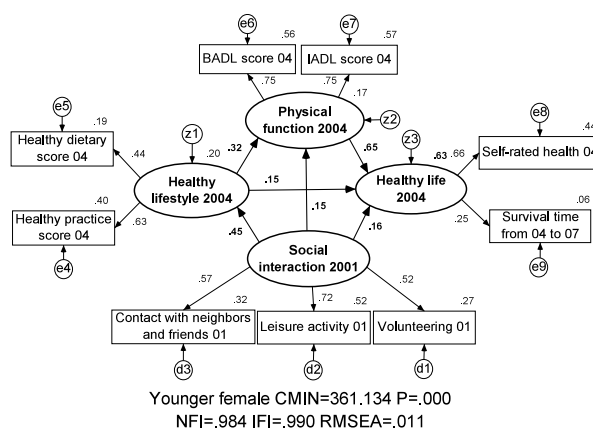 e6
e7
.56
.57
BADL score 04
IADL score 04
.75
.75
.17
e5
z1
Physical
function 2004
z2
z3
e8
.19
.44
Healthy dietary
score 04
.44
.20
.32
.65
.63
.66
Self-rated health 04
Healthy
lifestyle 2004
.15
Healthy life
2004
.40
.63
.25
.06
Healthy practice
score 04
.15
Survival time
from 04 to 07
e4
.45
.16
e9
Social
interaction 2001
.57
.52
.32
.72
.52
.27
Contact with neighbors
and friends 01
Leisure activity 01
Volunteering 01
d3
d2
d1
Younger female CMIN=361.134 P=.000
NFI=.984 IFI=.990 RMSEA=.011